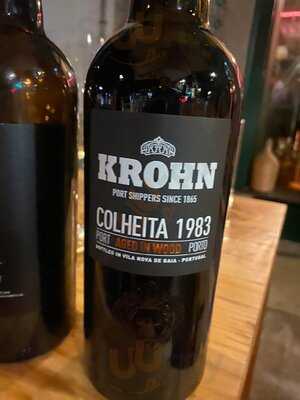 KROHN
PORT SHIPPERS SINCE 1865
COLHEITA 1983
PORT AGED IN WOOD PORTO
BOTTLED IN VILA NOVA DE GAIA - PORTUGAL